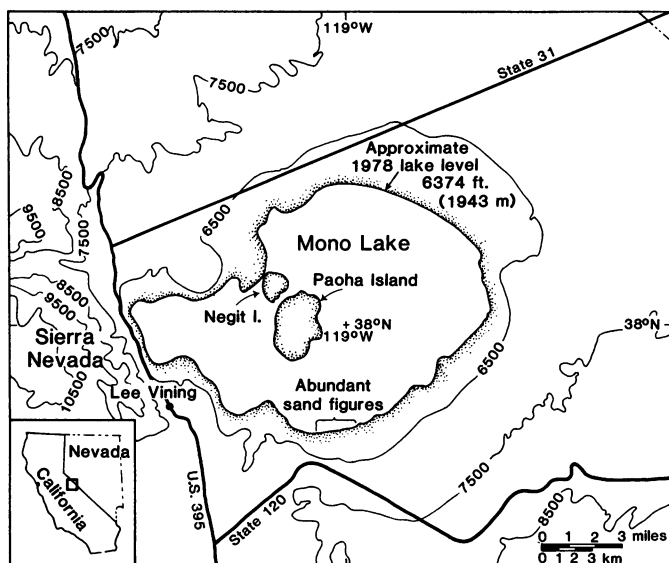 119°W
7500
7500
State 31
8500
9500
7500
Approximate
1978 lake level
6374 ft.
(1943 m)
6500
Mono Lake
8500
9500
Negit I.
Paoha Island
+ 38°N
119°W
38°N
Sierra
Nevada
6500
10500
Lee Vining
Abundant
sand figures
Nevada
California
U.S. 395
State 120
7500
8500
0 1 2 3 miles
0 1 2 3 km